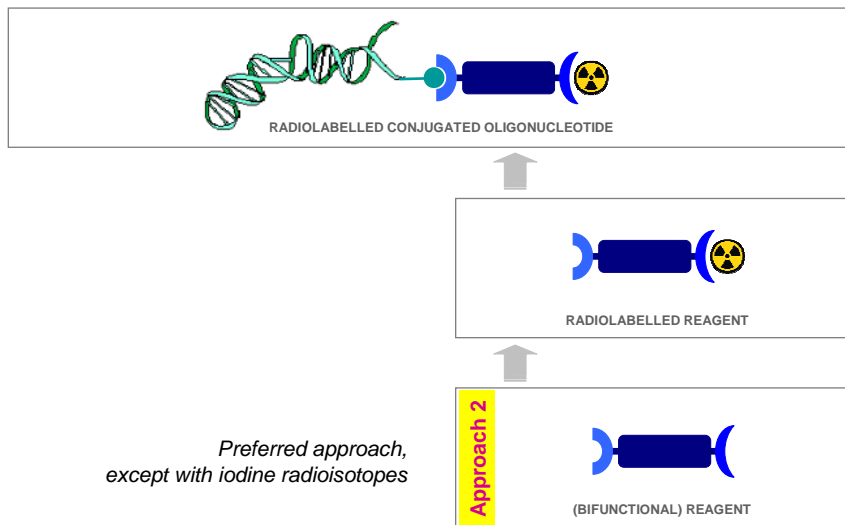 RADIOLABELLED CONJUGATED OLIGONUCLEOTIDE
RADIOLABELLED REAGENT
Preferred approach,
except with iodine radioisotopes
Approach 2
(BIFUNCTIONAL) REAGENT